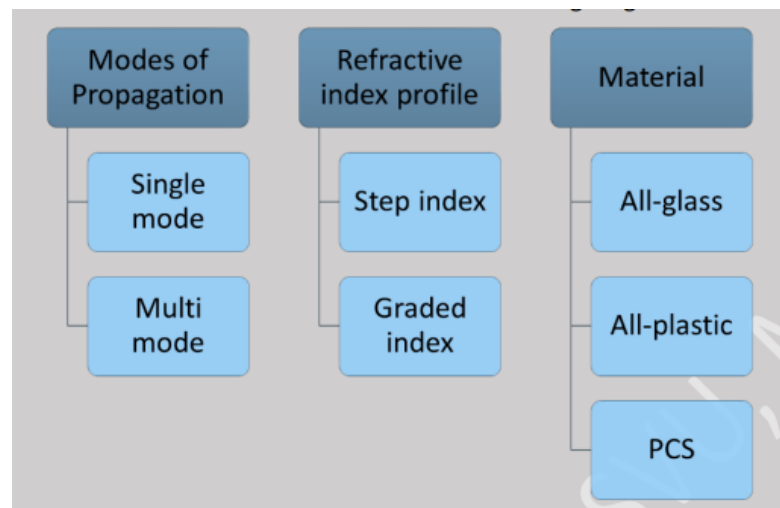 Modes of
Propagation
Single
mode
Multi
mode
Refractive
index profile
Step index
Graded
index
Material
All-glass
All-plastic
PCS